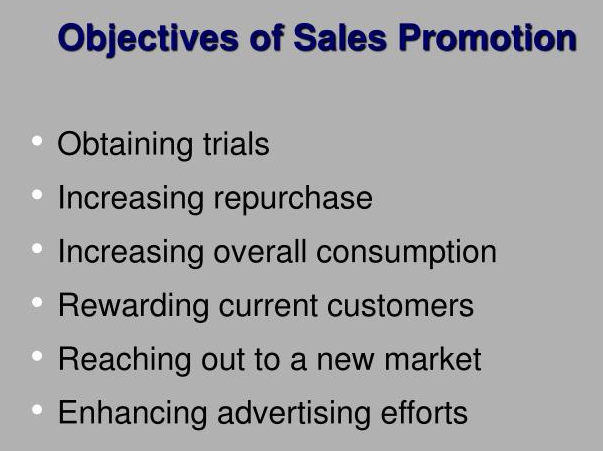 Objectives of Sales Promotion
• Obtaining trials
• Increasing repurchase
• Increasing overall consumption
• Rewarding current customers
• Reaching out to a new market
• Enhancing advertising efforts